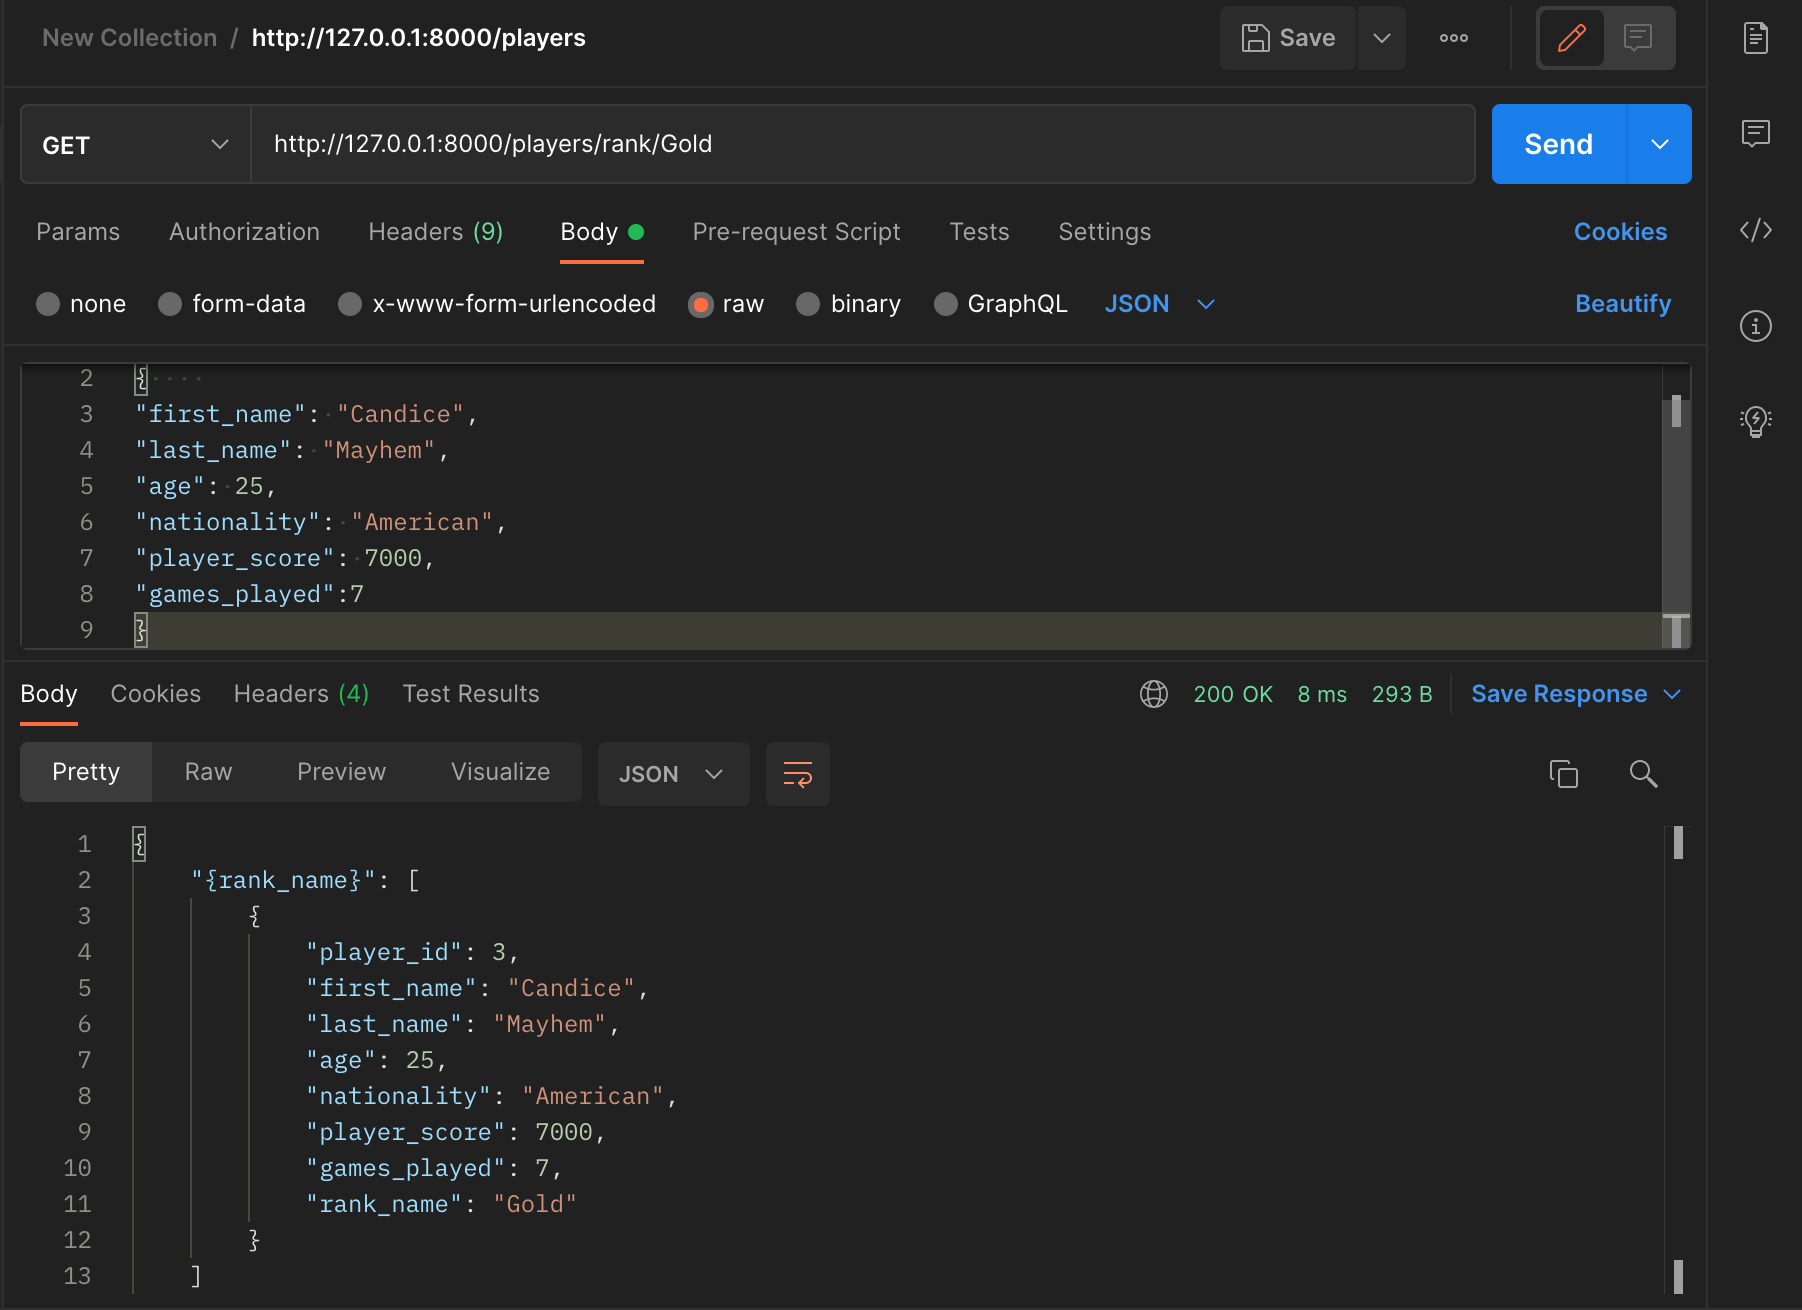 New Collection / http://127.0.0.1:8000/players
Save
GET
http://127.0.0.1:8000/players/rank/Gold
Send
Params Authorization Headers (9) Body Pre-request Script Tests Settings Cookies
none form-data x-www-form-urlencoded raw binary GraphQL JSON Beautify
2 {
3 "first_name": "Candice",
4 "last_name": "Mayhem",
5 "age": 25,
6 "nationality": "American",
7 "player_score": 7000,
8 "games_played":7
9 }
Body Cookies Headers (4) Test Results 200 OK 8 ms 293 B Save Response
Pretty Raw Preview Visualize JSON
1 {
2 "{rank_name}": [
3 {
4 "player_id": 3,
5 "first_name": "Candice",
6 "last_name": "Mayhem",
7 "age": 25,
8 "nationality": "American",
9 "player_score": 7000,
10 "games_played": 7,
11 "rank_name": "Gold"
12 }
13 ]